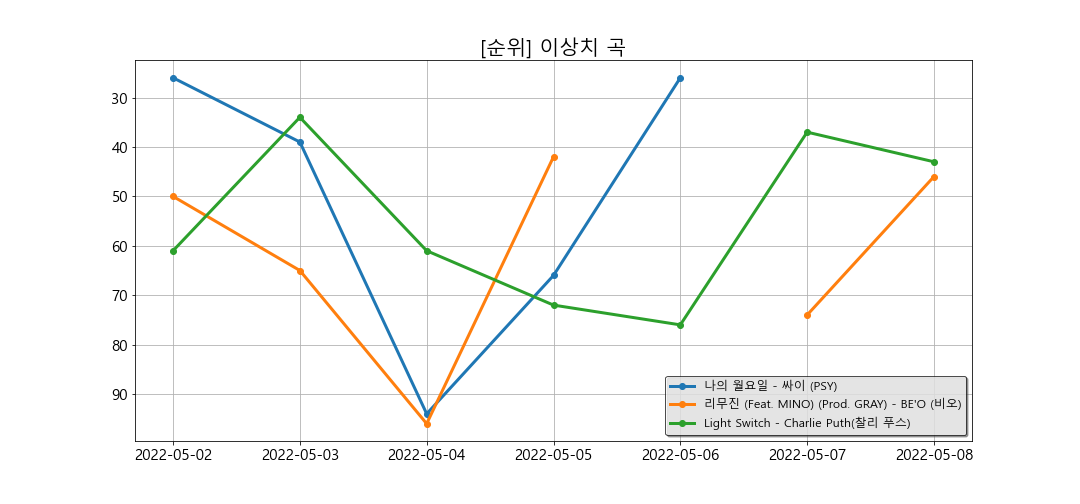 [순위] 이상치 곡
30
40
50
60
70
80
90
나의 월요일 - 싸이 (PSY)
리무진 (Feat. MINO) (Prod. GRAY) - BE'O (비오)
Light Switch - Charlie Puth(찰리 푸스)
2022-05-02 2022-05-03 2022-05-04 2022-05-05 2022-05-06 2022-05-07 2022-05-08